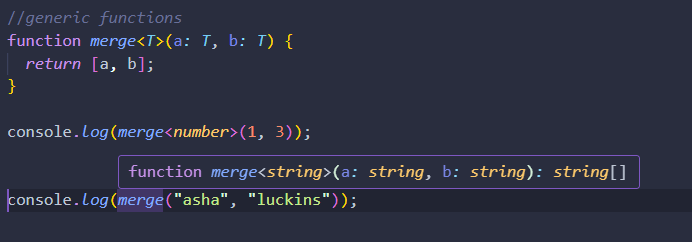 //generic functions
function merge<T>(a: T, b: T) {
  return [a, b];
}
console.log(merge<number>(1, 3));
function merge<string>(a: string, b: string): string[]
console.log(merge("asha", "luckins"));